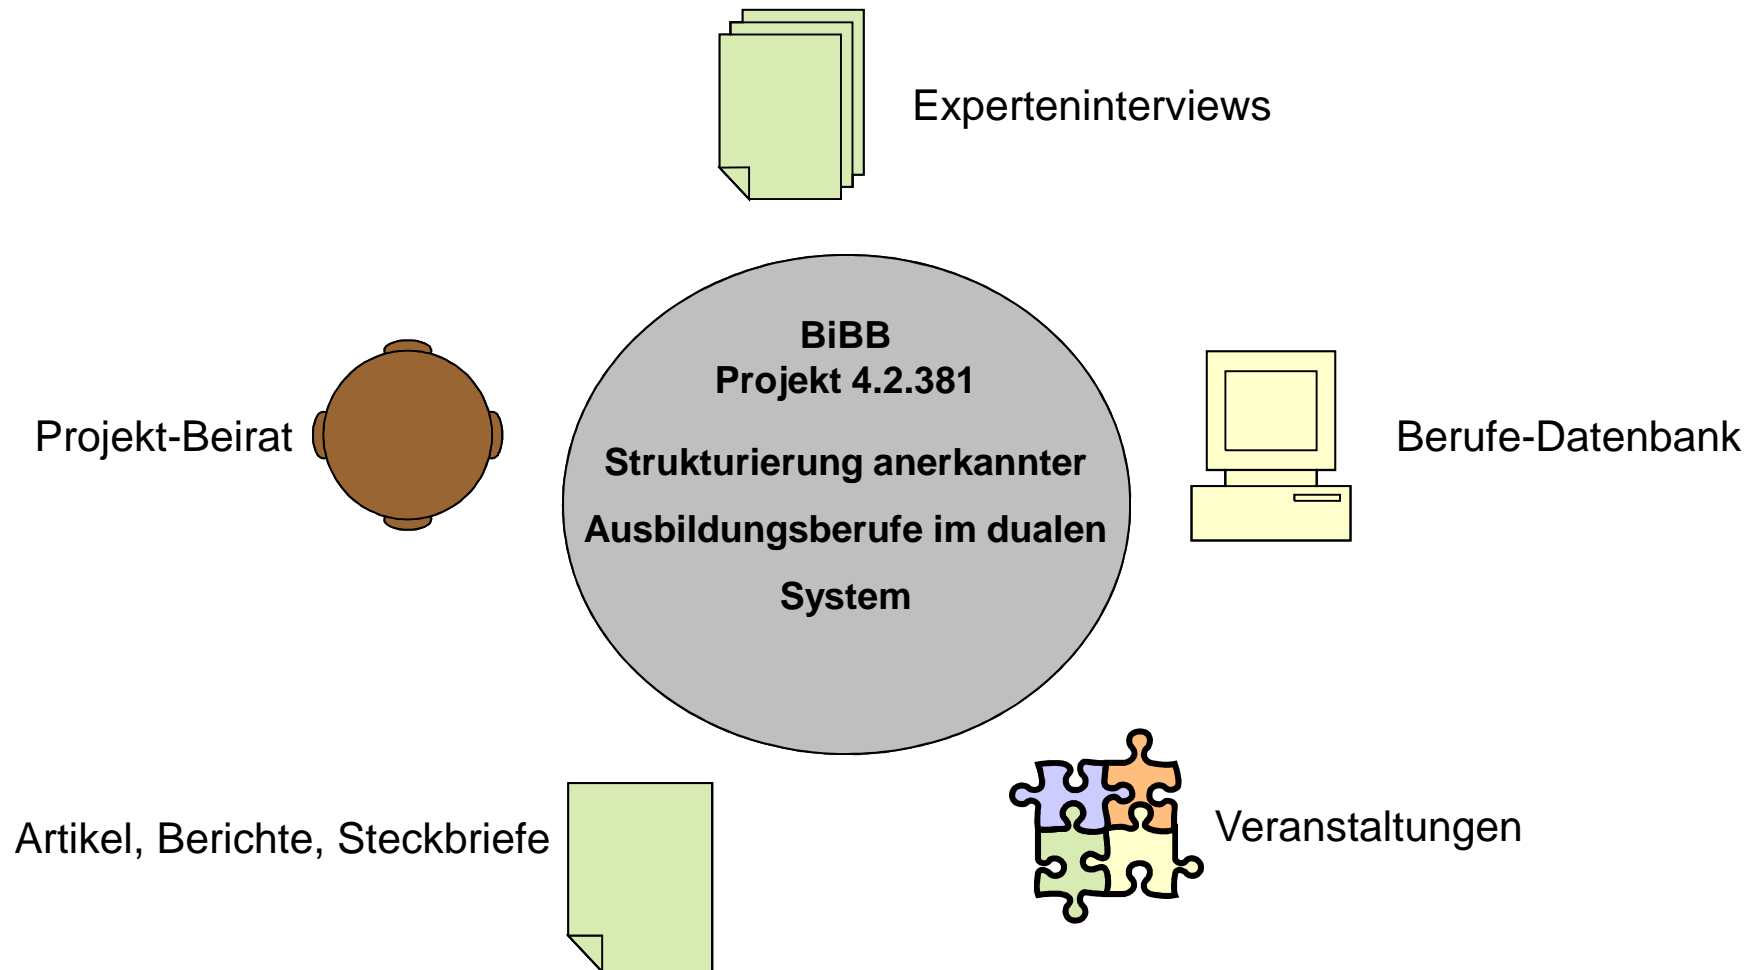 Experteninterviews
BiBB
Projekt 4.2.381
Strukturierung anerkannter
Ausbildungsberufe im dualen
System
Projekt-Beirat
Berufe-Datenbank
Artikel, Berichte, Steckbriefe
Veranstaltungen